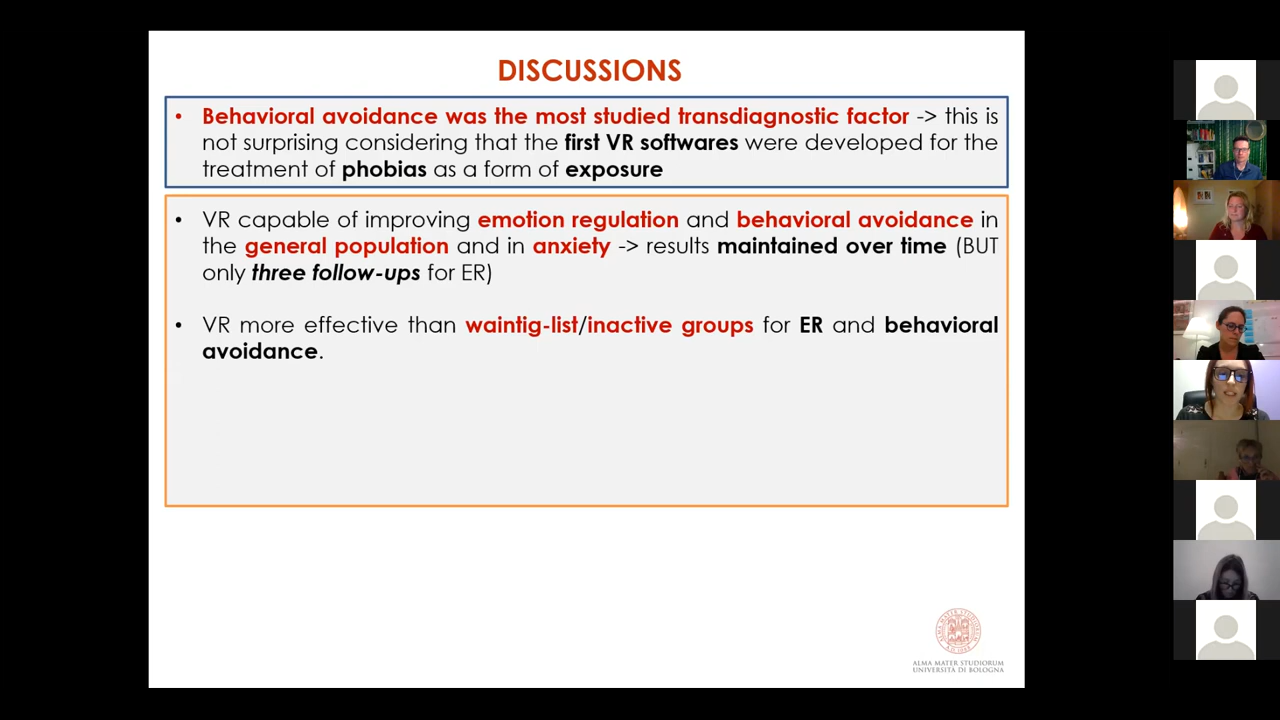 DISCUSSIONS
• Behavioral avoidance was the most studied transdiagnostic factor -> this is
not surprising considering that the first VR softwares were developed for the
treatment of phobias as a form of exposure
• VR capable of improving emotion regulation and behavioral avoidance in
the general population and in anxiety -> results maintained over time (BUT
only three follow-ups for ER)
• VR more effective than waintig-list/inactive groups for ER and behavioral
avoidance.
ALMA MATER STUDIORUM
UNIVERSITÀ DI BOLOGNA